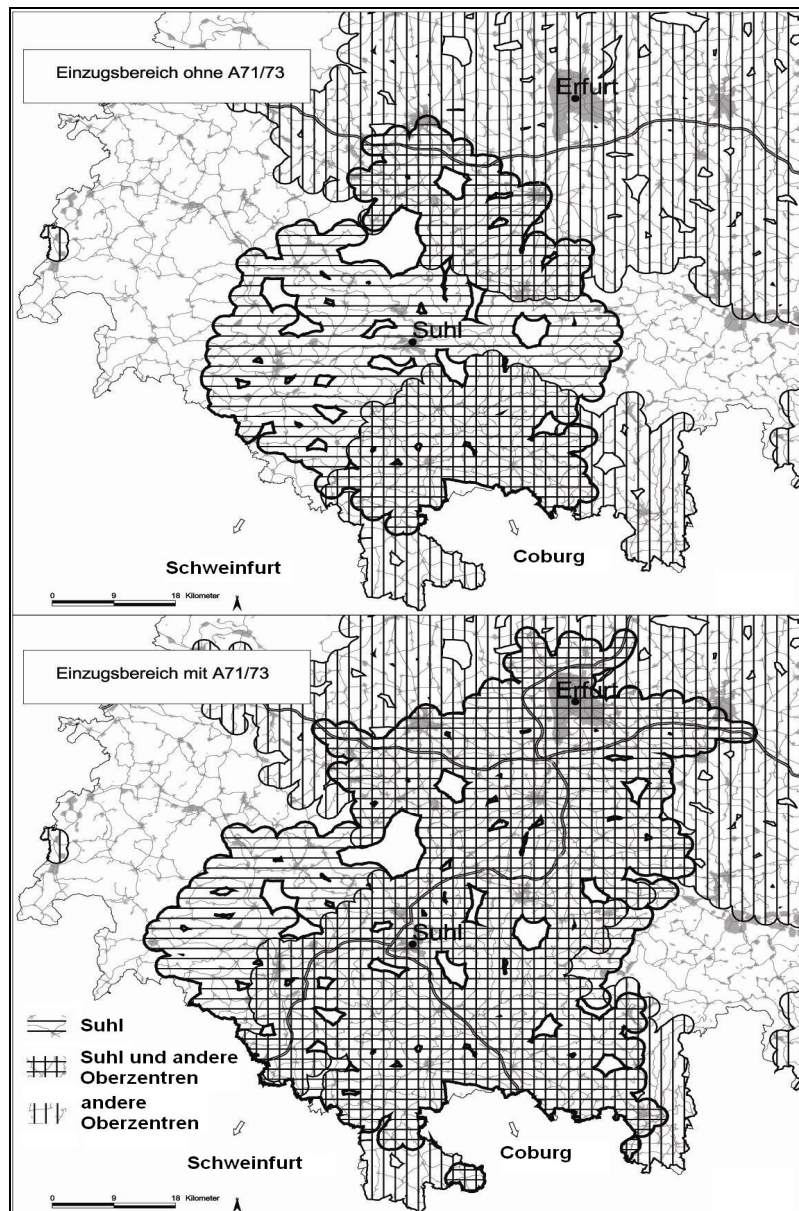 Einzugsbereich ohne A71/73
Erfurt
Suhl
Schweinfurt
Coburg
0 9 18 Kilometer
Einzugsbereich mit A71/73
Erfurt
Suhl
Suhl
Suhl und andere
Oberzentren
andere
Oberzentren
Schweinfurt
Coburg
0 9 18 Kilometer